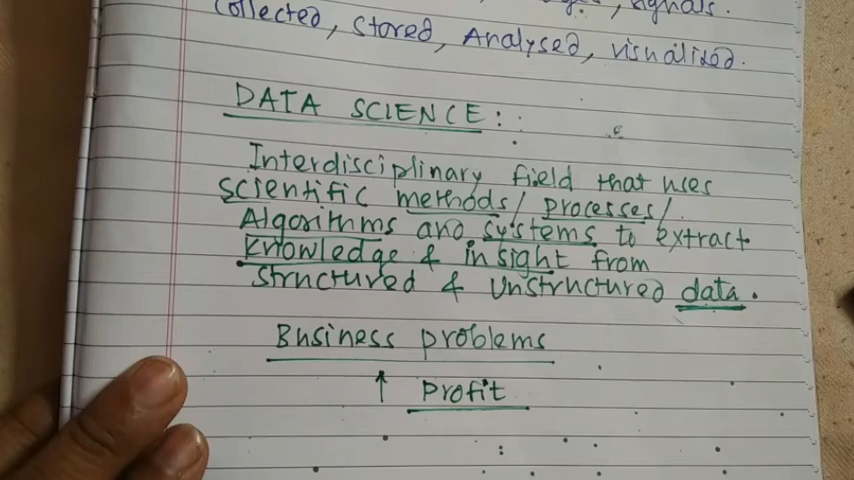 , signals.
Collected, Stored, Analysed, visualized.
DATA SCIENCE:
Interdisciplinary field that uses
scientific methods/ processes/
Algorithms and systems to extract
knowledge & insight from
structured & Unstructured data.
Business problems
↑ Profit